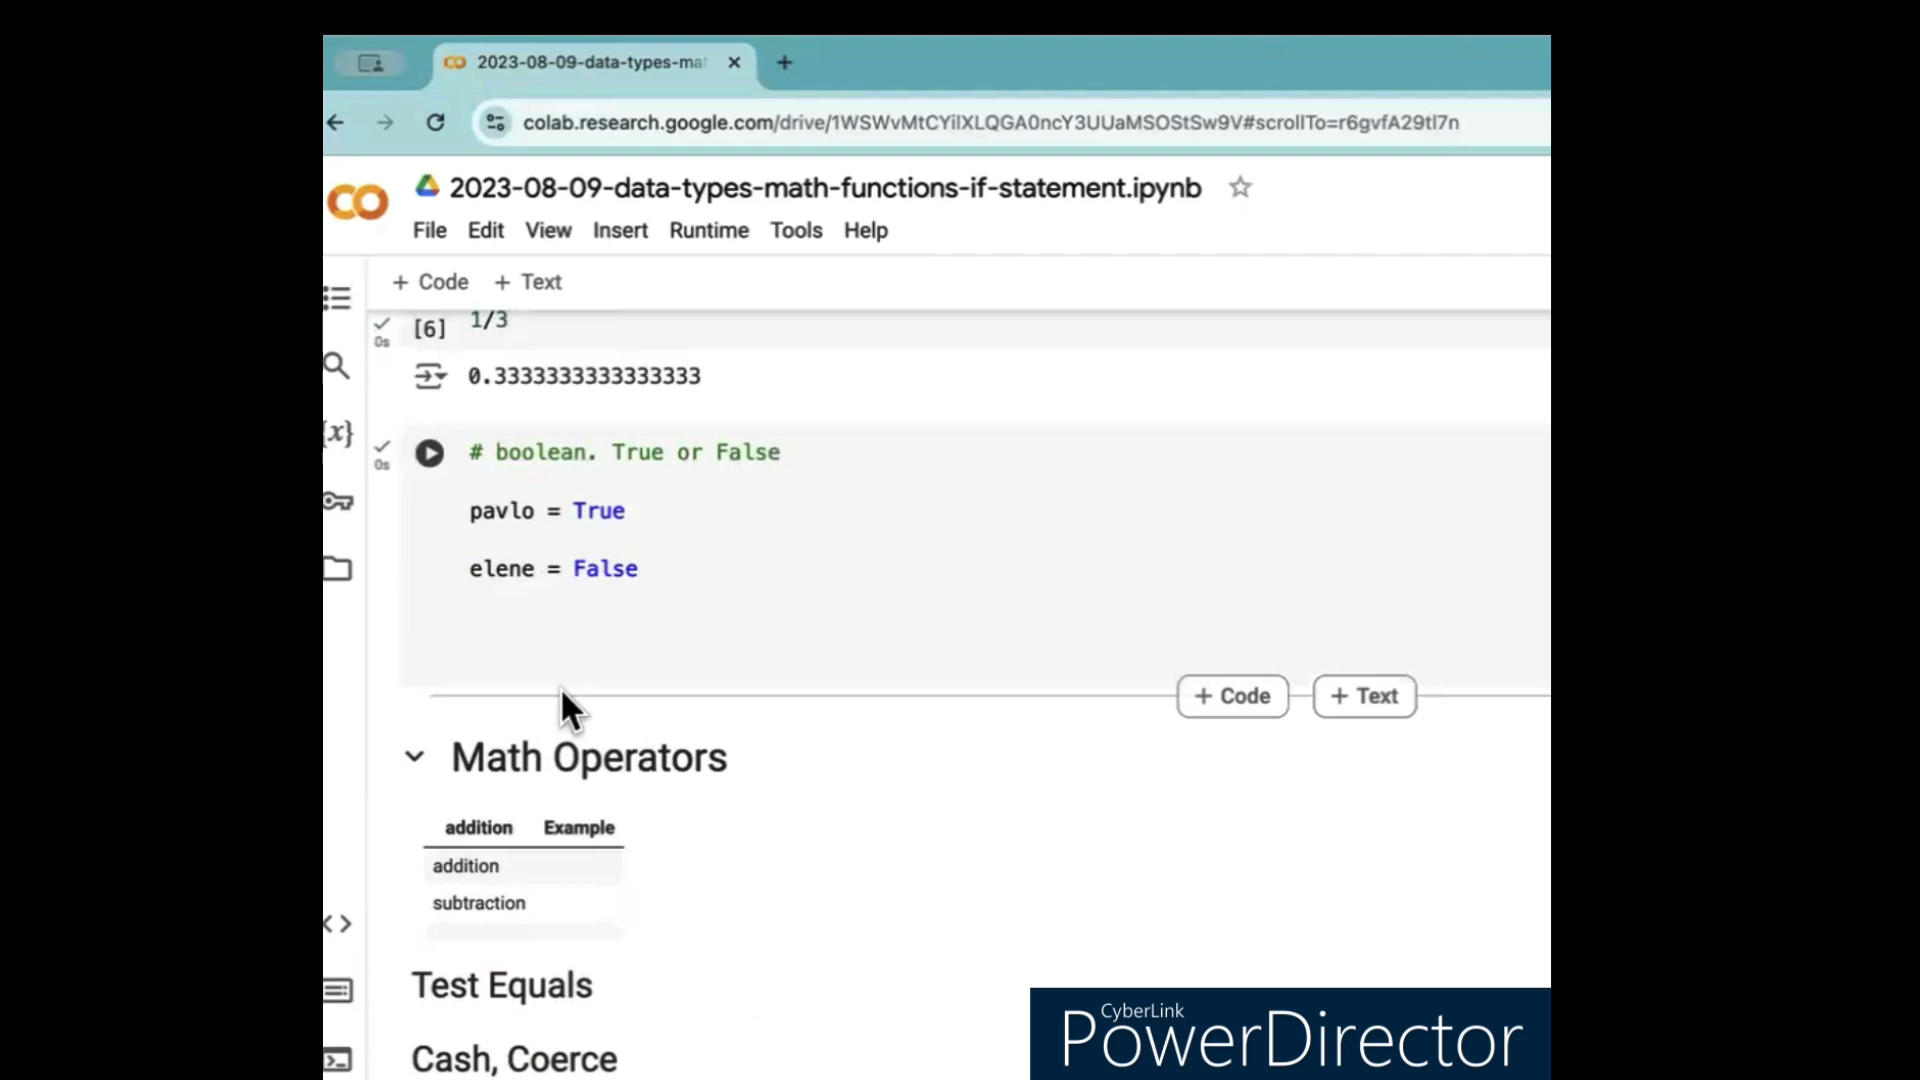 2023-08-09-data-types-ma
colab.research.google.com/drive/1WSWvMtCYilXLQGA0ncY3UUaMSOStSw9V#scrollTo=r6gvfA29tl7n
2023-08-09-data-types-math-functions-if-statement.ipynb
File Edit View Insert Runtime Tools Help
+ Code + Text
[6] 1/3
0s
0.3333333333333333
{x}
# boolean. True or False
0s
pavlo = True
elene = False
+ Code + Text
Math Operators
addition Example
addition
subtraction
Test Equals
Cash, Coerce
CyberLink
PowerDirector